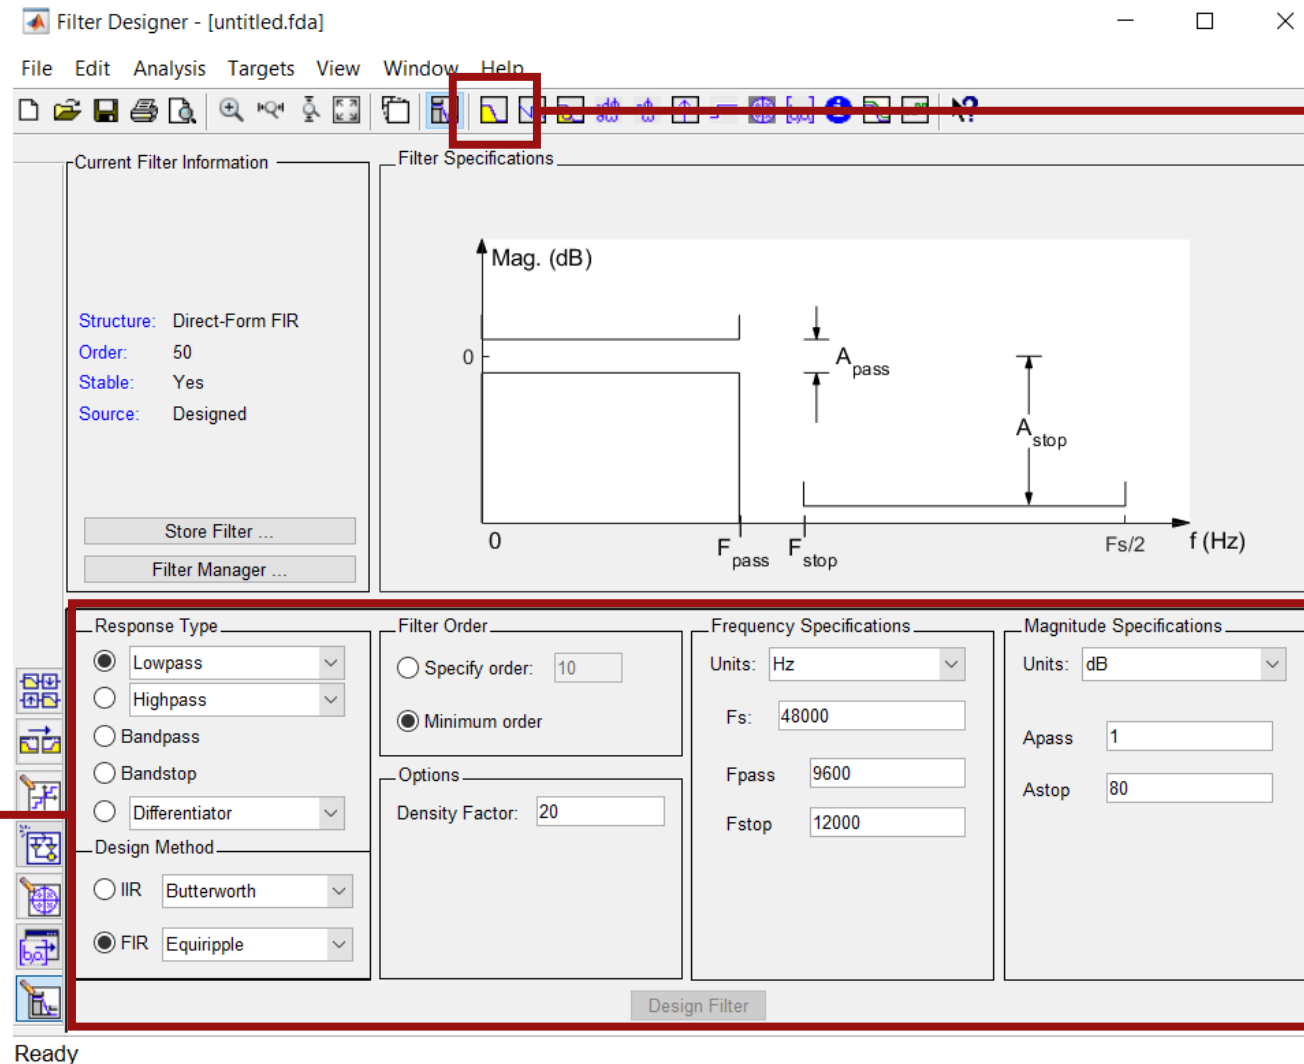 Filter Designer - [untitled.fda]
File Edit Analysis Targets View Window Help
Current Filter Information
Filter Specifications
Mag. (dB)
Structure: Direct-Form FIR
0
A pass
Order: 50
Stable: Yes
Source: Designed
A stop
Store Filter ...
0 F pass F stop Fs/2 f (Hz)
Filter Manager ...
Response Type
Filter Order
Frequency Specifications
Magnitude Specifications
Lowpass
Specify order: 10
Units: Hz
Units: dB
Highpass
Minimum order
Fs: 48000
Bandpass
Apass 1
Bandstop
Options
Fpass 9600
Astop 80
Differentiator
Density Factor: 20
Fstop 12000
Design Method
IIR Butterworth
FIR Equiripple
Design Filter
Ready